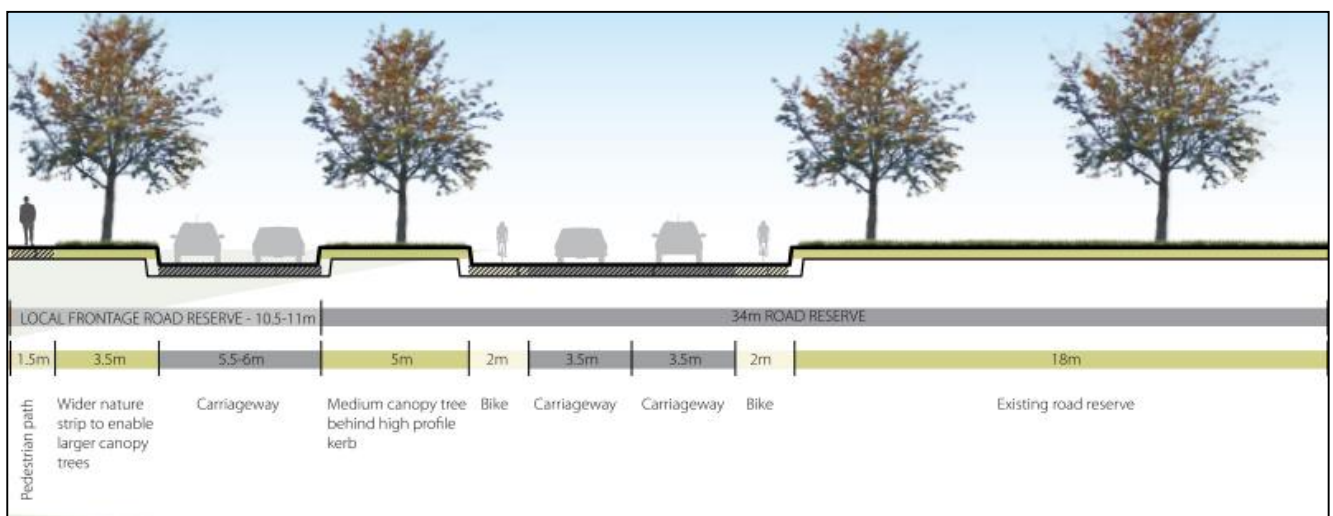 LOCAL FRONTAGE ROAD RESERVE - 10.5-11m
34m ROAD RESERVE
1.5m
3.5m
5.5-6m
5m
2m
3.5m
3.5m
2m
18m
Pedestrian path
Wider nature
strip to enable
larger canopy
trees
Carriageway
Medium canopy tree
behind high profile
kerb
Bike
Carriageway
Carriageway
Bike
Existing road reserve